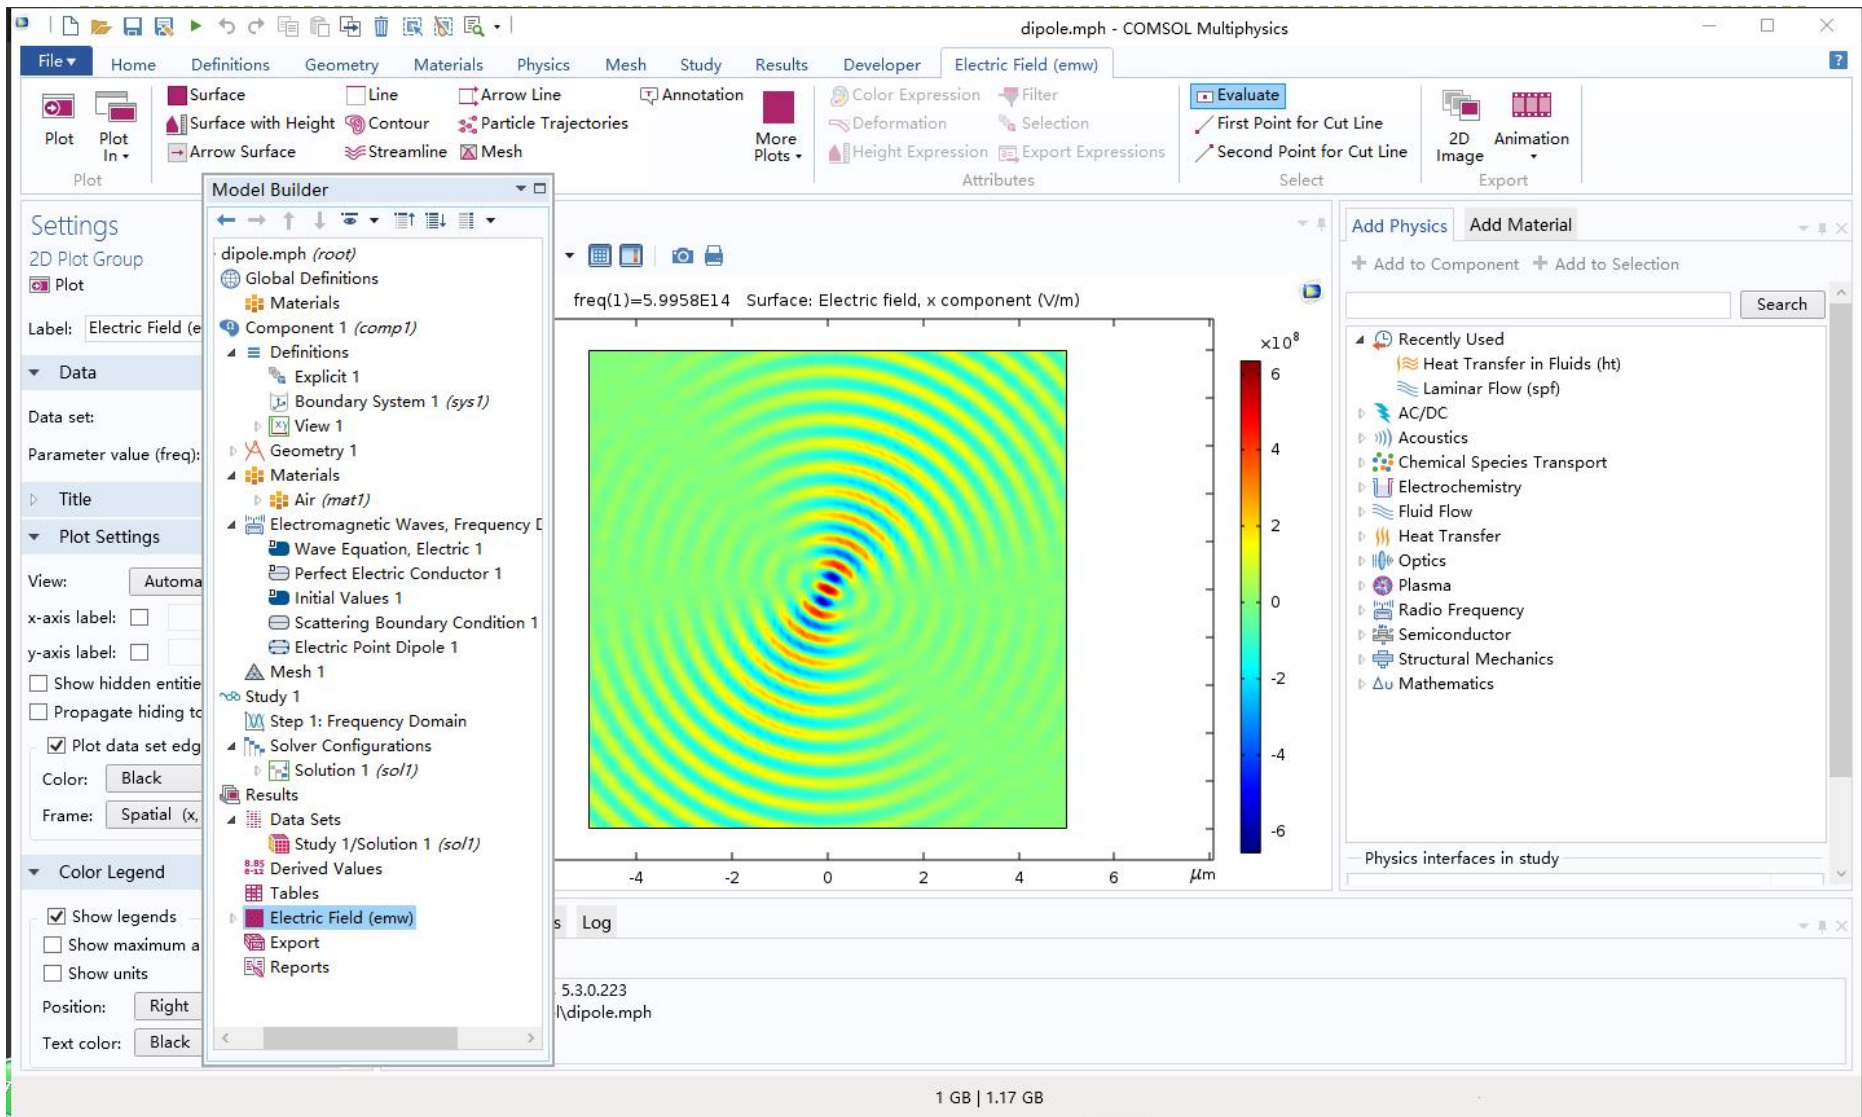 dipole.mph - COMSOL Multiphysics
File Home Definitions Geometry Materials Physics Mesh Study Results Developer Electric Field (emw) ?
Surface Line Arrow Line Annotation Color Expression Filter Evaluate
Surface with Height Contour Particle Trajectories Deformation Selection First Point for Cut Line
Plot Plot In More Plots 2D Image Animation
Arrow Surface Streamline Mesh Height Expression Export Expressions Second Point for Cut Line
Plot Attributes Select Export
Settings
2D Plot Group
Plot
Label: Electric Field (e
Data
Data set:
Parameter value (freq):
Title
Plot Settings
View: Automa
x-axis label:
y-axis label:
Show hidden entitie
Propagate hiding to
Plot data set edg
Color: Black
Frame: Spatial (x,
Color Legend
Show legends
Show maximum a
Show units
Position: Right
Text color: Black
Model Builder
dipole.mph (root)
Global Definitions
Materials
Component 1 (comp1)
Definitions
Explicit 1
Boundary System 1 (sys1)
View 1
Geometry 1
Materials
Air (mat1)
Electromagnetic Waves, Frequency D
Wave Equation, Electric 1
Perfect Electric Conductor 1
Initial Values 1
Scattering Boundary Condition 1
Electric Point Dipole 1
Mesh 1
Study 1
Step 1: Frequency Domain
Solver Configurations
Solution 1 (sol1)
Results
Data Sets
Study 1/Solution 1 (sol1)
8.85
e-12
Derived Values
Tables
Electric Field (emw)
Export
Reports
freq(1)=5.9958E14 Surface: Electric field, x component (V/m)
×10⁸
6
4
2
0
-2
-4
-6
-4 -2 0 2 4 6 μm
s Log
5.3.0.223
l\dipole.mph
Add Physics Add Material
Add to Component Add to Selection
Search
Recently Used
Heat Transfer in Fluids (ht)
Laminar Flow (spf)
AC/DC
Acoustics
Chemical Species Transport
Electrochemistry
Fluid Flow
Heat Transfer
Optics
Plasma
Radio Frequency
Semiconductor
Structural Mechanics
Δu Mathematics
Physics interfaces in study
1 GB | 1.17 GB